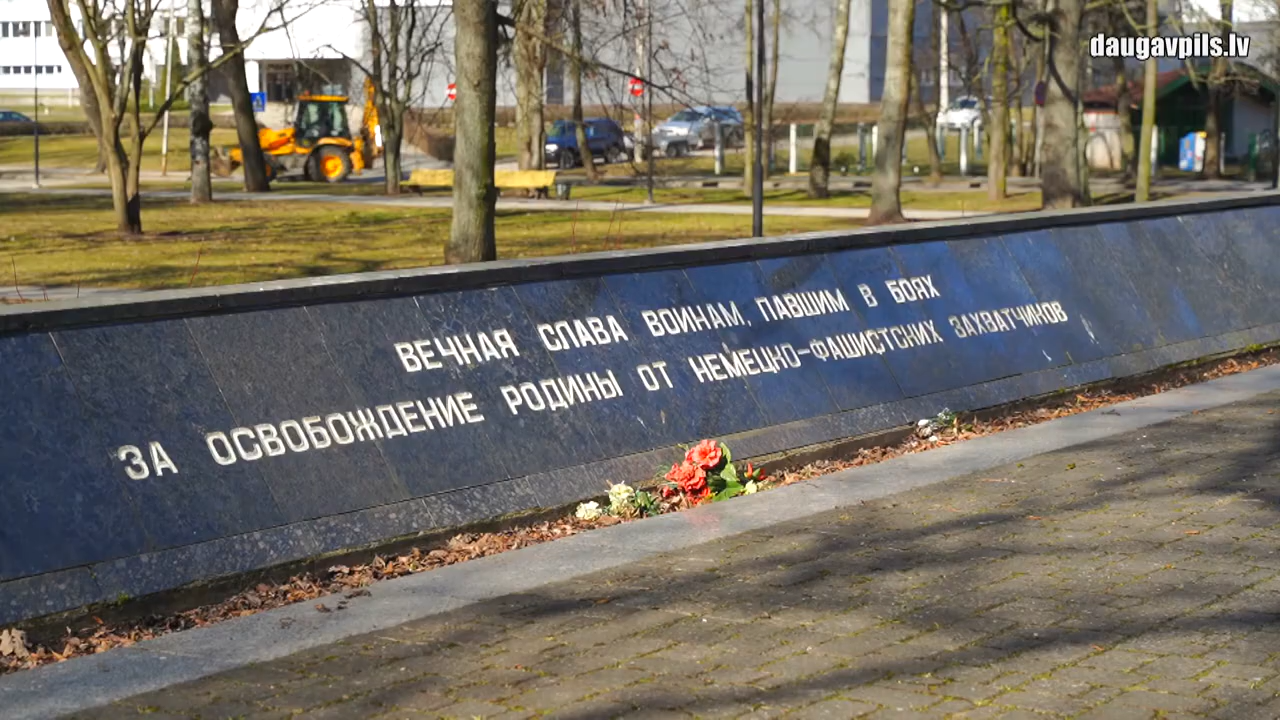 daugavpils.lv
ВЕЧНАЯ СЛАВА ВОИНАМ, ПАВШИМ В БОЯХ
ЗА ОСВОБОЖДЕНИЕ РОДИНЫ ОТ НЕМЕЦКО-ФАШИСТСКИХ ЗАХВАТЧИКОВ